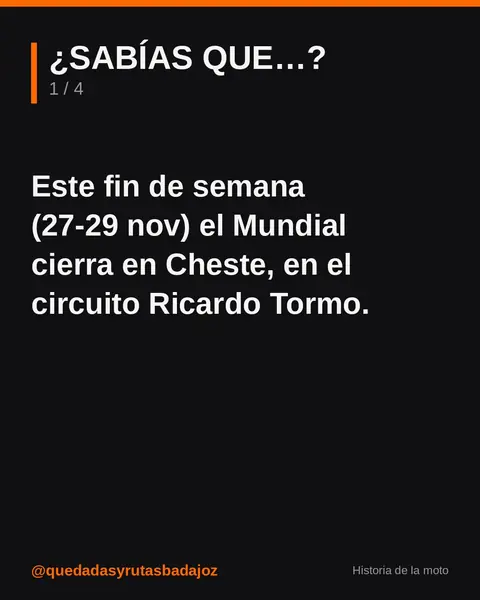 ¿SABÍAS QUE…?
1 / 4
Este fin de semana
(27-29 nov) el Mundial
cierra en Cheste, en el
circuito Ricardo Tormo.
@quedadasyrutasbadajoz
Historia de la moto